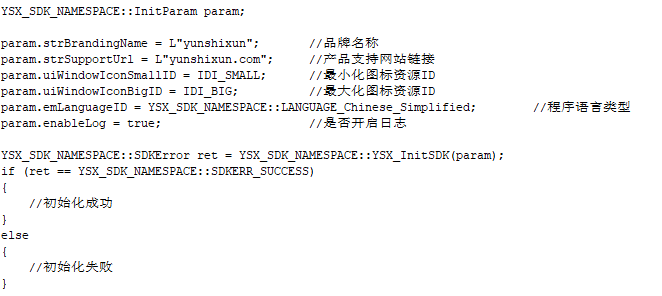 YSX_SDK_NAMESPACE::InitParam param;
param.strBrandingName = L"yunshixun"; //品牌名称
param.strSupportUrl = L"yunshixun.com"; //产品支持网站链接
param.uiWindowIconSmallID = IDI_SMALL; //最小化图标资源ID
param.uiWindowIconBigID = IDI_BIG; //最大化图标资源ID
param.emLanguageID = YSX_SDK_NAMESPACE::LANGUAGE_Chinese_Simplified; //程序语言类型
param.enableLog = true; //是否开启日志
YSX_SDK_NAMESPACE::SDKError ret = YSX_SDK_NAMESPACE::YSX_InitSDK(param);
if (ret == YSX_SDK_NAMESPACE::SDKERR_SUCCESS)
{
//初始化成功
}
else
{
//初始化失败
}